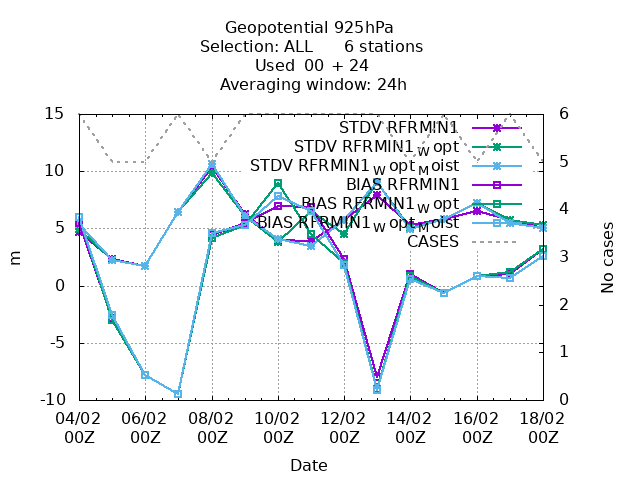 Geopotential 925hPa
Selection: ALL 6 stations
Used 00 + 24
Averaging window: 24h
15
10
5
0
-5
-10
m
STDV RFRMIN1
STDV RFRMIN1_W opt
STDV RFRMIN1_W opt_M oist
BIAS RFRMIN1
BIAS RFRMIN1_W opt
BIAS RFRMIN1_W opt_M oist
CASES
6
5
4
3
2
1
0
No cases
04/02 06/02 08/02 10/02 12/02 14/02 16/02 18/02
00Z 00Z 00Z 00Z 00Z 00Z 00Z 00Z
Date